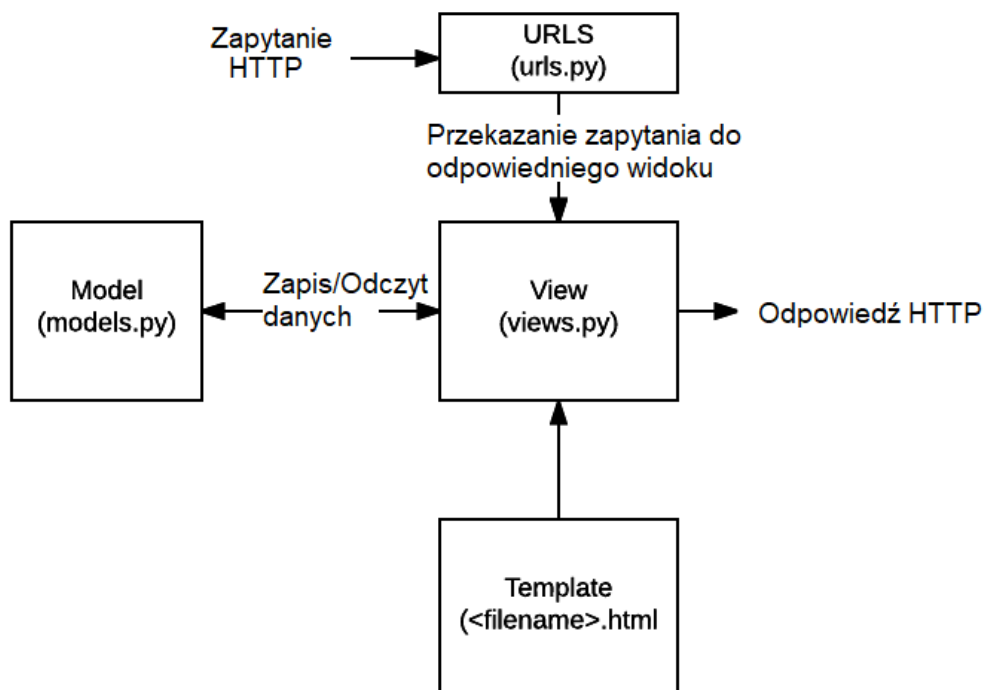 Zapytanie
HTTP
URLS
(urls.py)
Przekazanie zapytania do
odpowiedniego widoku
Model
(models.py)
Zapis/Odczyt
danych
View
(views.py)
Odpowiedź HTTP
Template
(<filename>.html